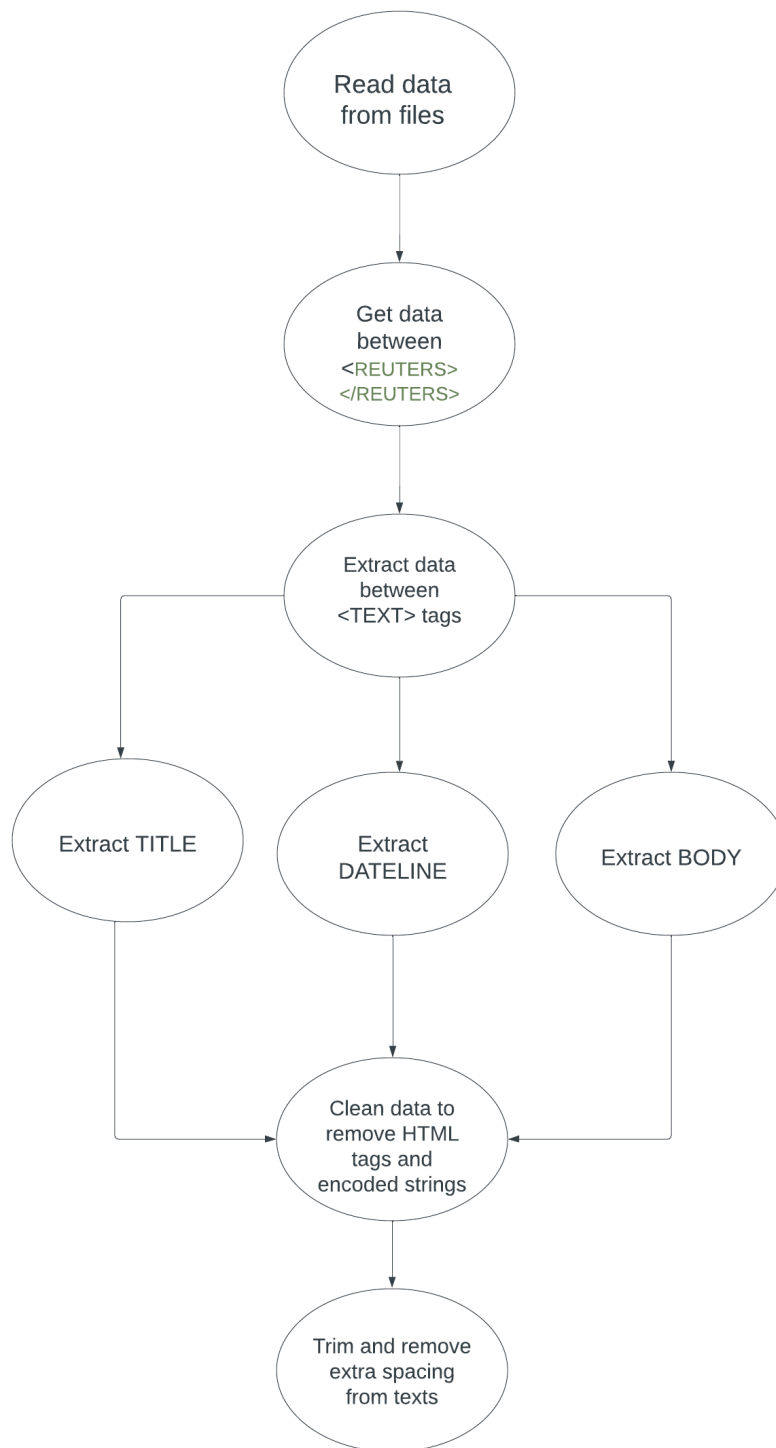 Read data
from files
Get data
between
<REUTERS>
</REUTERS>
Extract data
between
<TEXT> tags
Extract TITLE
Extract
DATELINE
Extract BODY
Clean data to
remove HTML
tags and
encoded strings
Trim and remove
extra spacing
from texts